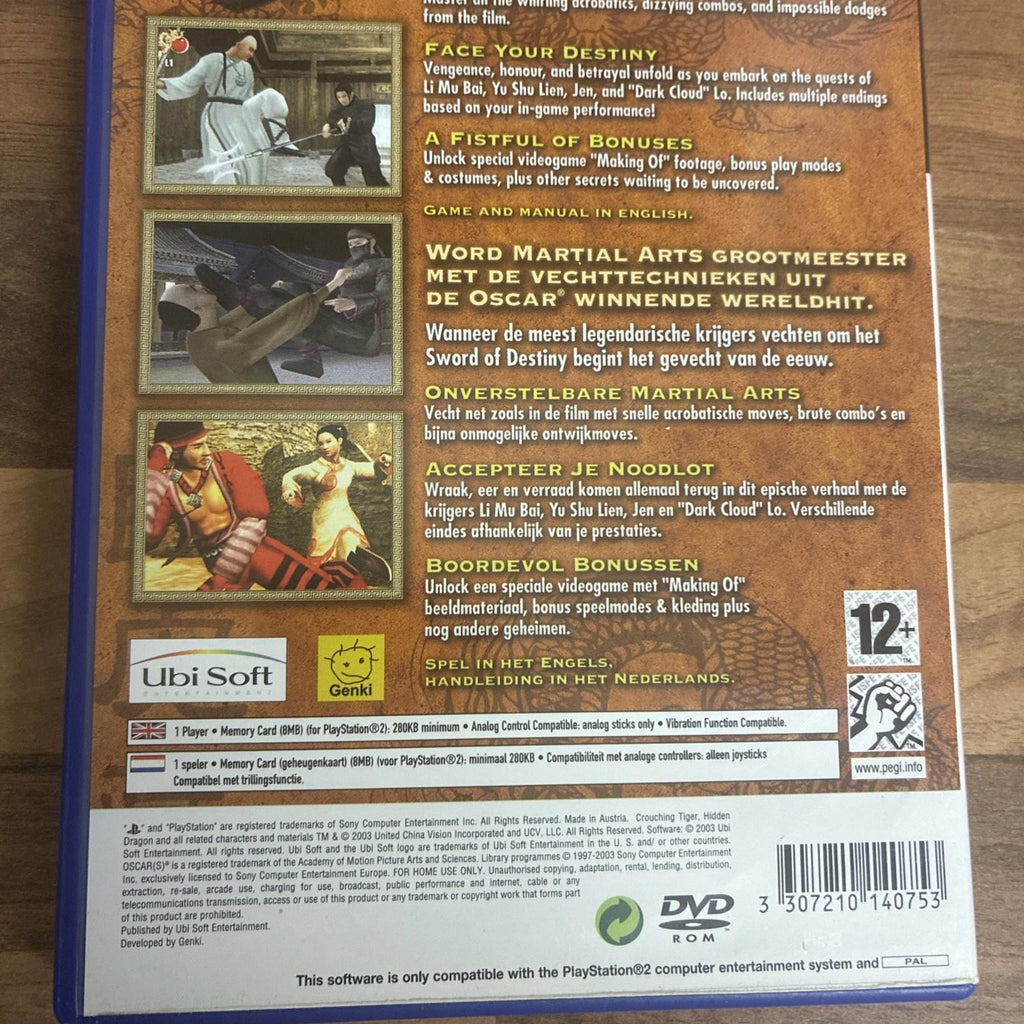 Master all the whirling acrobatics, dizzying combos, and impossible dodges
from the film.
FACE YOUR DESTINY
Vengeance, honour, and betrayal unfold as you embark on the quests of
Li Mu Bai, Yu Shu Lien, Jen, and "Dark Cloud" Lo. Includes multiple endings
based on your in-game performance!
A FISTFUL OF BONUSES
Unlock special videogame "Making Of" footage, bonus play modes
& costumes, plus other secrets waiting to be uncovered.
GAME AND MANUAL IN ENGLISH.
WORD MARTIAL ARTS GROOTMEESTER
MET DE VECHTTECHNIEKEN UIT
DE OSCAR® WINNENDE WERELDHIT.
Wanneer de meest legendarische krijgers vechten om het
Sword of Destiny begint het gevecht van de eeuw.
ONVERSTELBARE MARTIAL ARTS
Vecht net zoals in de film met snelle acrobatische moves, brute combo's en
bijna onmogelijke ontwijkmoves.
ACCEPTEER JE NOODLOT
Wraak, eer en verraad komen allemaal terug in dit epische verhaal met de
krijgers Li Mu Bai, Yu Shu Lien, Jen en "Dark Cloud" Lo. Verschillende
eindes afhankelijk van je prestaties.
BOORDEVOL BONUSSEN
Unlock een speciale videogame met "Making Of"
beeldmateriaal, bonus speelmodes & kleding plus
nog andere geheimen.
SPEL IN HET ENGELS,
HANDLEIDING IN HET NEDERLANDS.
L1
Ubi Soft
ENTERTAINMENT
Genki
12+
TM
TM
www.pegi.info
1 Player • Memory Card (8MB) (for PlayStation®2): 280KB minimum • Analog Control Compatible: analog sticks only • Vibration Function Compatible.
1 speler • Memory Card (geheugenkaart) (8MB) (voor PlayStation®2): minimaal 280KB • Compatibiliteit met analoge controllers: alleen joysticks
Compatibel met trillingsfunctie.
" " and "PlayStation" are registered trademarks of Sony Computer Entertainment Inc. All Rights Reserved. Made in Austria. Crouching Tiger, Hidden
Dragon and all related characters and materials TM & © 2003 United China Vision Incorporated and UCV, LLC. All Rights Reserved. Software: © 2003 Ubi
Soft Entertainment. All rights reserved. Ubi Soft and the Ubi Soft logo are trademarks of Ubi Soft Entertainment in the U. S. and/ or other countries.
OSCAR(S)® is a registered trademark of the Academy of Motion Picture Arts and Sciences. Library programmes © 1997-2003 Sony Computer Entertainment
Inc. exclusively licensed to Sony Computer Entertainment Europe. FOR HOME USE ONLY. Unauthorised copying, adaptation, rental, lending, distribution,
extraction, re-sale, arcade use, charging for use, broadcast, public performance and internet, cable or any
telecommunications transmission, access or use of this product or any trademark or copyright work that forms part
of this product are prohibited.
Published by Ubi Soft Entertainment.
Developed by Genki.
DVD
ROM
3 307210 140753
This software is only compatible with the PlayStation®2 computer entertainment system and PAL